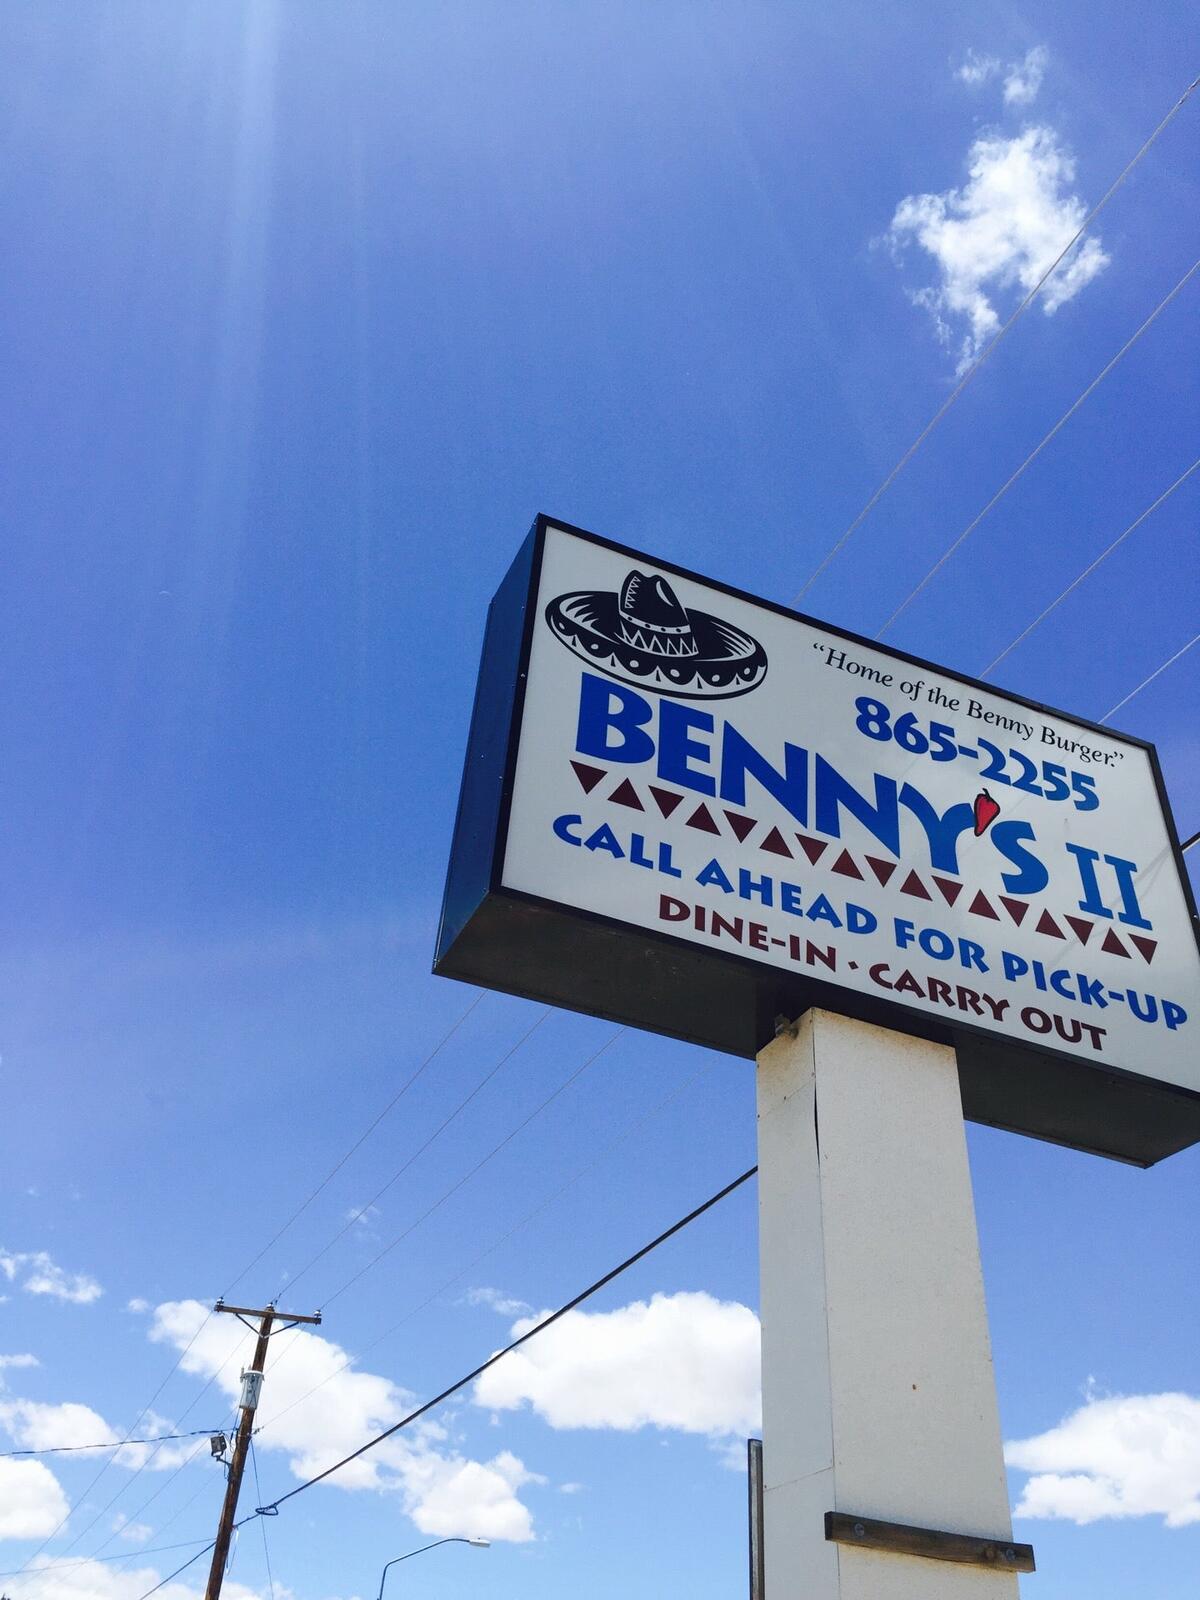 “Home of the Benny Burger.”
865-2255
BENNY'S II
CALL AHEAD FOR PICK-UP
DINE-IN · CARRY OUT